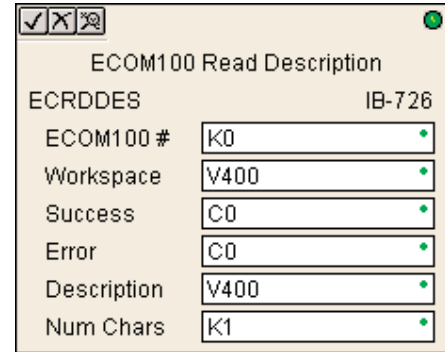 ECOM100 Read Description
ECRDDES IB-726
ECOM100 # K0
Workspace V400
Success C0
Error C0
Description V400
Num Chars K1